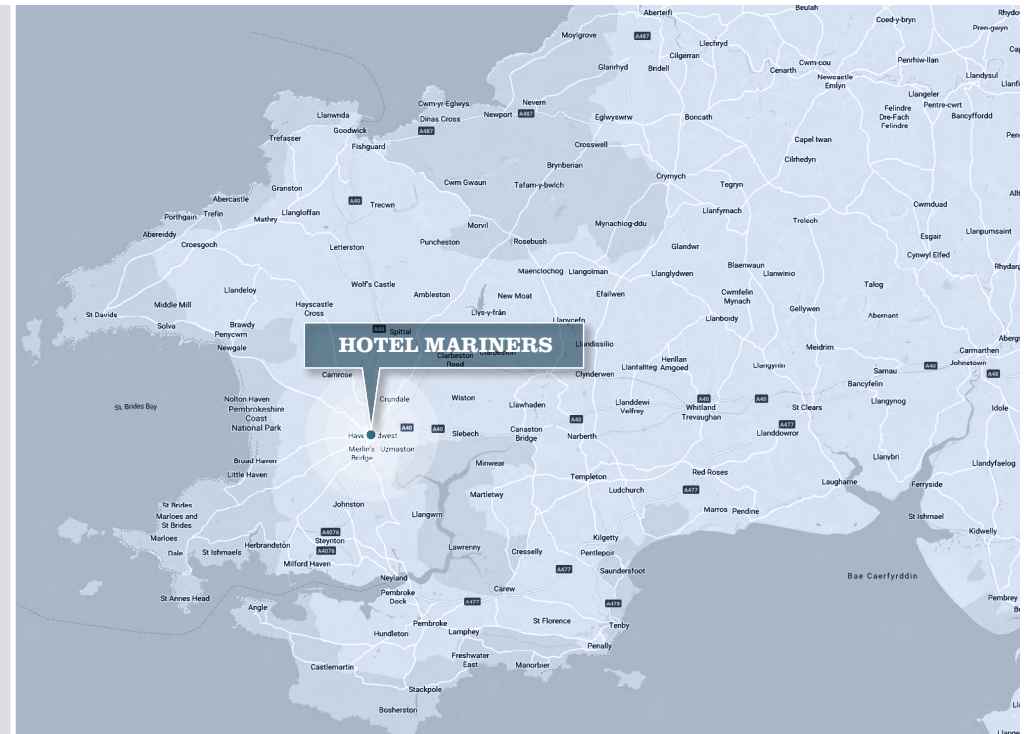 Aberteifi
Beulah
Coed-y-bryn
Pren-gwyn
Moylgrove
A487
Llechryd
Cilgerran
Glanrhyd
Bridell
Cwm-cou
Cenarth
Newcastle
Emlyn
Penrhiw-llan
Llandysul
Llangeler
Cwm-yr-Eglwys
Nevern
Dinas Cross
Newport
A487
A487
Eglwyswrw
Boncath
Felindre
Dre-Fach
Felindre
Pentre-cwrt
Bancyffordd
Llanwnda
Goodwick
Trefasser
Fishguard
Crosswell
Capel Iwan
Cilrhedyn
Brynberian
Cwm Gwaun
Tafarn-y-bwlch
Crymych
Tegryn
Granston
Abercastle
A40
Trecwn
Cwmduad
Porthgain
Trefin
Mathry
Llangloffan
Llanfyrnach
Trelech
Abereiddy
Croesgoch
Morvil
Mynachlog-ddu
Esgair
Llanpumsaint
Letterston
Puncheston
Rosebush
Glandwr
Cynwyl Elfed
Maenclochog
Llangolman
Llanglydwen
Blaenwaun
Llanwinio
Wolf's Castle
Talog
Llandeloy
Ambleston
New Moat
Efailwen
Cwmfelin
Mynach
Middle Mill
Hayscastle
Cross
Llys-y-frân
Gellywen
St Davids
Solva
Brawdy
Penycwm
Llanycefn
Llanboidy
Abernant
A40
Spittal
HOTEL MARINERS
Newgale
Llandissilio
Meidrim
Carmarthen
Clarbeston
Road
Clarbeston
Camrose
Clynderwen
Llanfallteg
Henllan
Amgoed
Llangynin
Sarnau
A40
Johnstown
A48
Bancyfelin
Nolton Haven
Pembrokeshire
Coast
National Park
St. Brides Bay
Crundale
Wiston
Llawhaden
Llanddewi
Velfrey
A40
Whitland
Trevaughan
A40
St Clears
Llangynog
Idole
A40
A40
Slebech
Canaston
Bridge
A40
Narberth
A477
Llanddowror
Merlin's
Bridge
Uzmaston
Broad Haven
Little Haven
Minwear
Templeton
Red Roses
Llanybri
Llandyfaelog
Laugharne
Ferryside
Martletwy
Ludchurch
A477
Marros
Pendine
St Brides
Marloes and
St Brides
Johnston
Llangwm
St Ishmael
Kidwelly
Marloes
Dale
St Ishmaels
Herbrandston
A4076
Steynton
A4076
Milford Haven
Lawrenny
Cresselly
Kilgetty
Pentlepoir
Saundersfoot
A477
Neyland
Bae Caerfyrddin
St Annes Head
Angle
Pembroke
Dock
Carew
A477
A478
Pembrey
Pembroke
St Florence
Tenby
Hundleton
Lamphey
Penally
Freshwater
East
Manorbier
Castlemartin
Stackpole
Bosherston